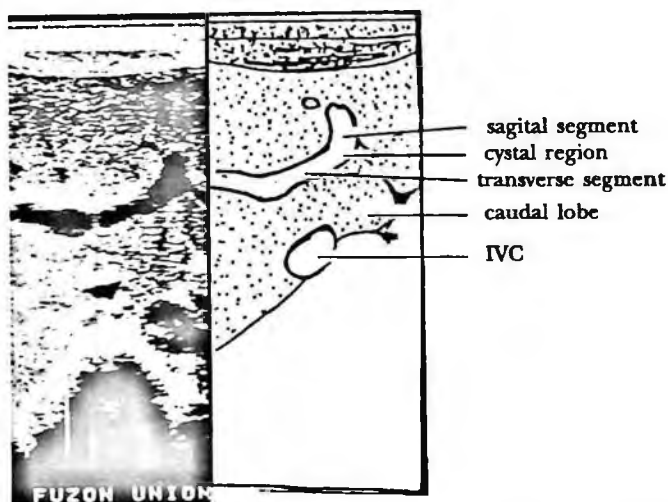 sagital segment
cystal region
transverse segment
caudal lobe
IVC
FUZON UNION